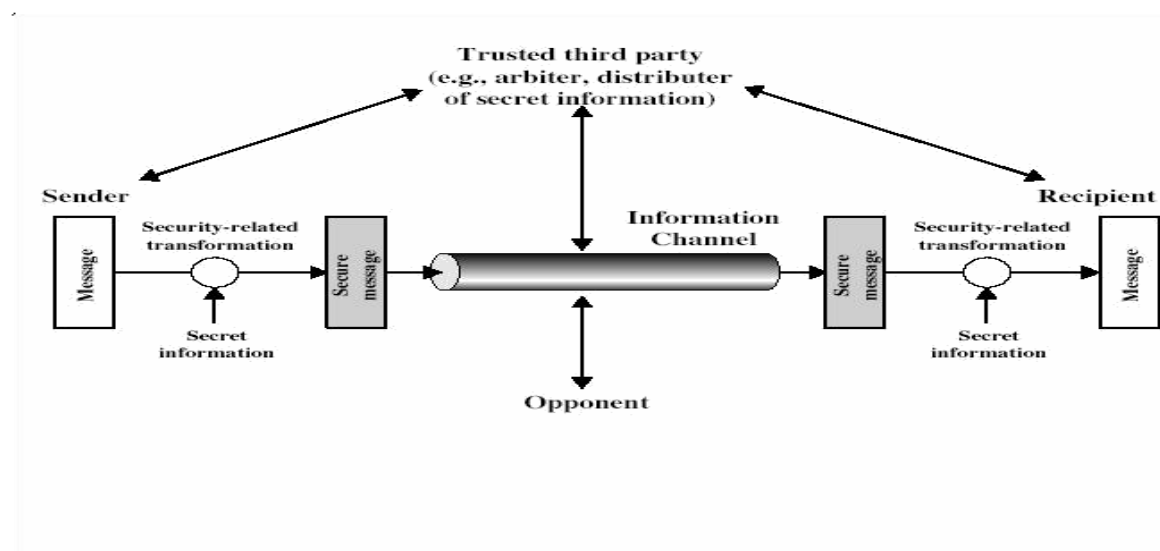 Trusted third party
(e.g., arbiter, distributer
of secret information)
Sender
Recipient
Information
Channel
Security-related
transformation
Security-related
transformation
Message
Secure
message
Secure
message
Message
Secret
information
Secret
information
Opponent